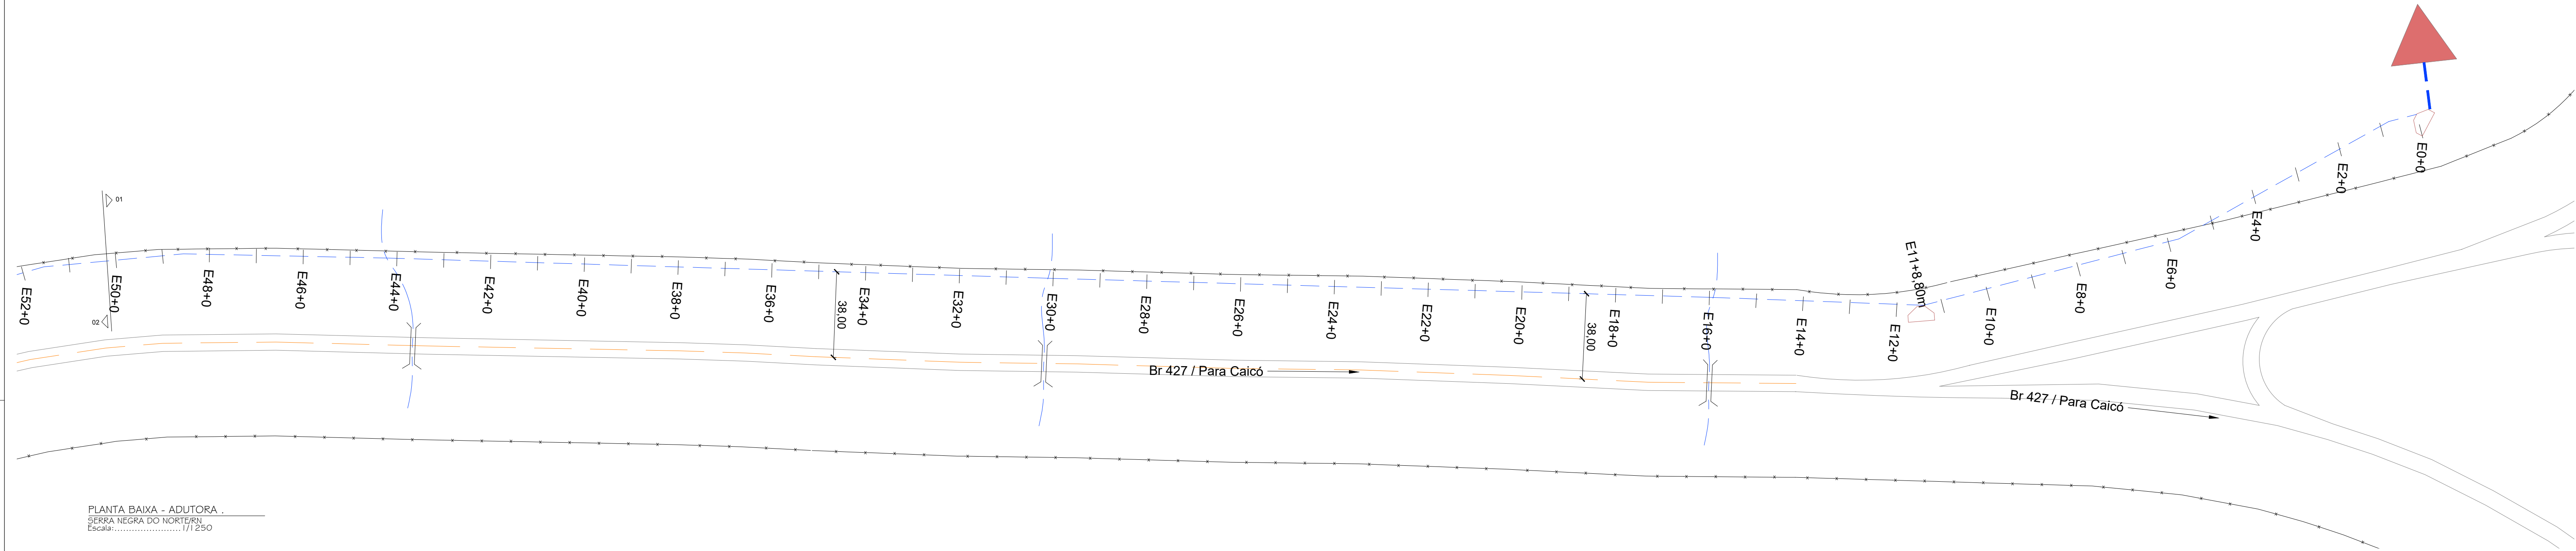 01
02
E52+0
E50+0
E48+0
E46+0
E44+0
E42+0
E40+0
E38+0
E36+0
38,00
E34+0
E32+0
E30+0
E28+0
E26+0
E24+0
E22+0
E20+0
38,00
E18+0
E16+0
E14+0
E12+0
E11+8,80m
E10+0
E8+0
E6+0
E4+0
E2+0
E0+0
Br 427 / Para Caicó
Br 427 / Para Caicó
PLANTA BAIXA - ADUTORA .
SERRA NEGRA DO NORTE/RN
Escala:......................1/1250